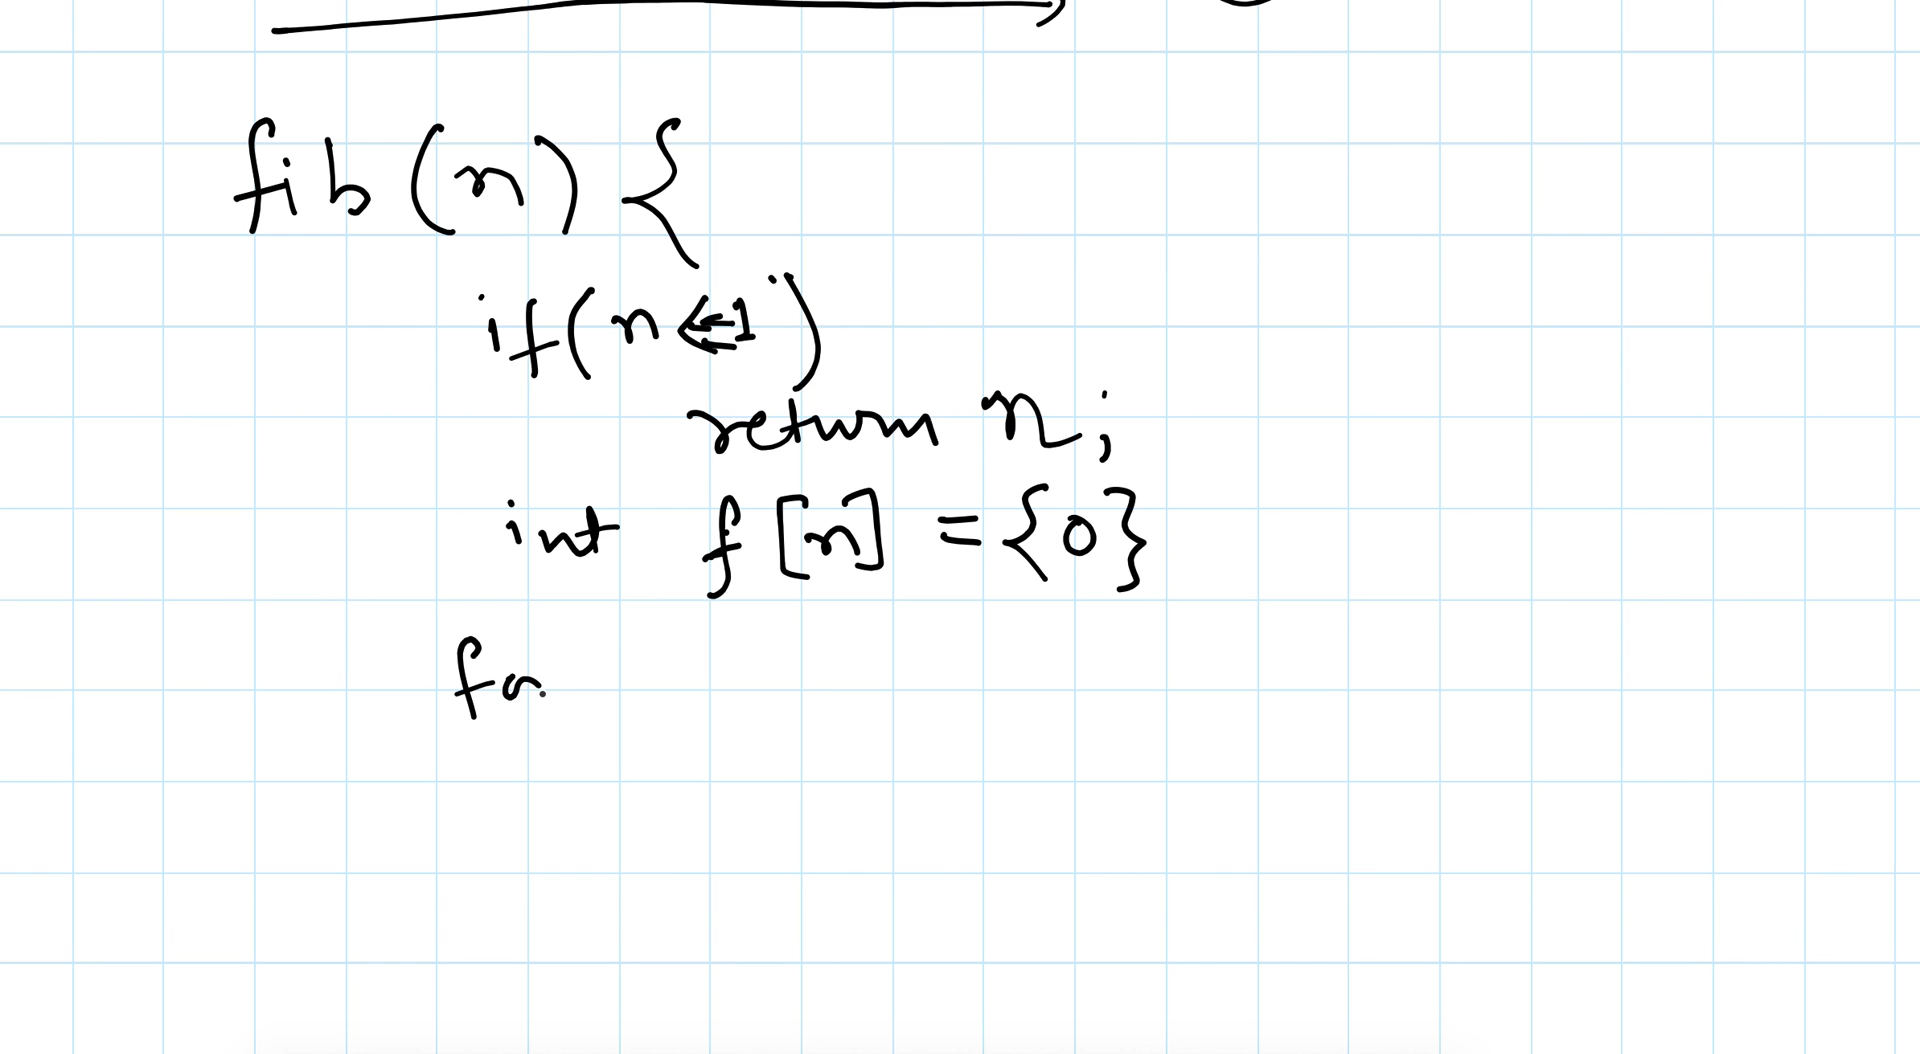 fib(n) {
if(n <= 1)
return n;
int f[n] = {0}
for